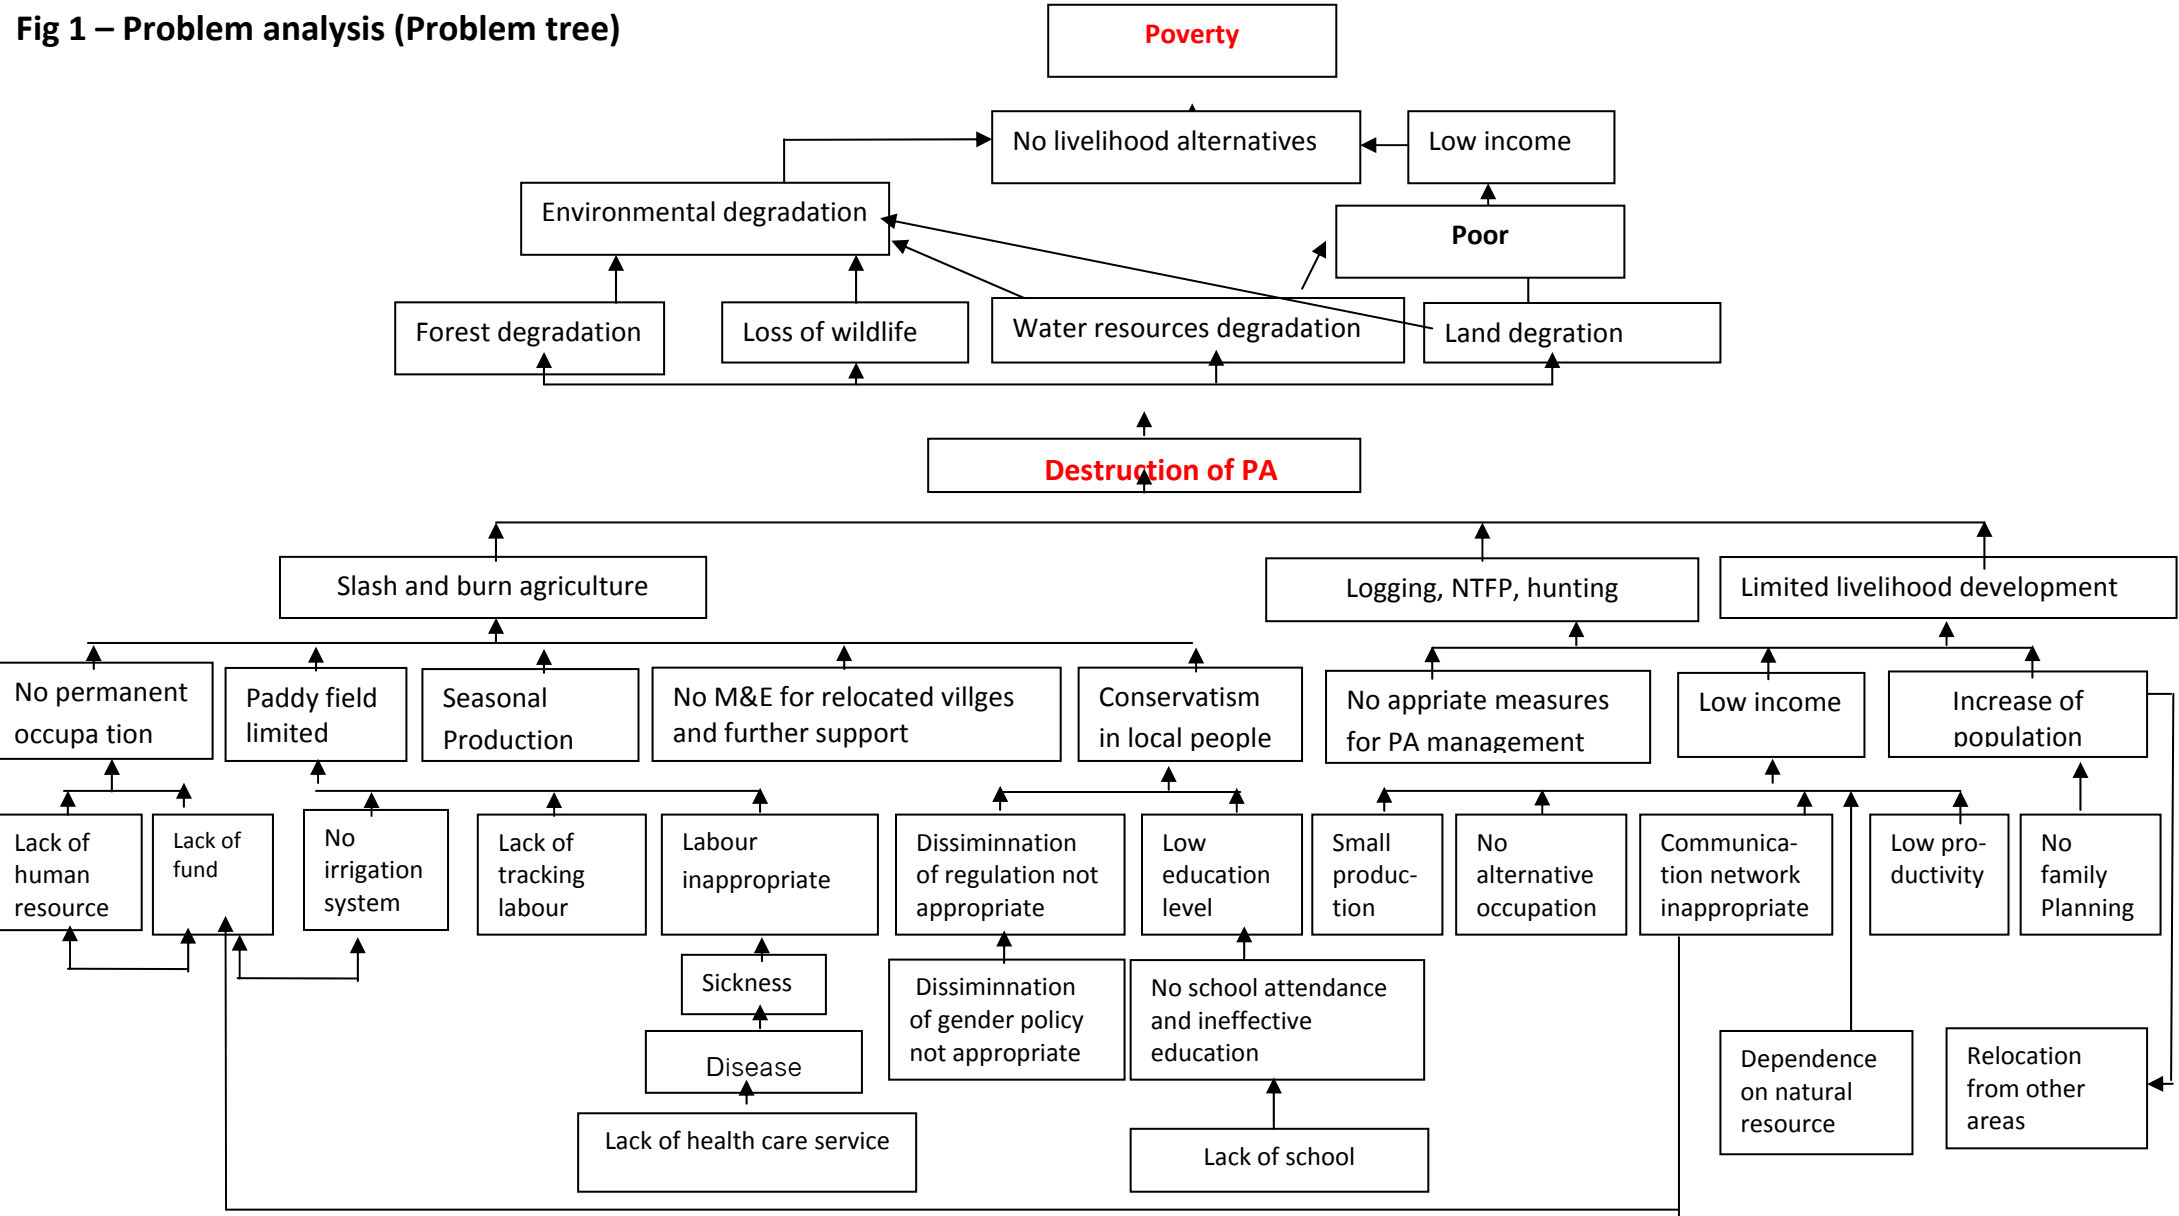 Fig 1 – Problem analysis (Problem tree)
Poverty
No livelihood alternatives
Low income
Environmental degradation
Poor
Forest degradation
Loss of wildlife
Water resources degradation
Land degration
Destruction of PA
Slash and burn agriculture
Logging, NTFP, hunting
Limited livelihood development
No permanent
occupa tion
Paddy field
limited
Seasonal
Production
No M&E for relocated villges
and further support
Conservatism
in local people
No appriate measures
for PA management
Low income
Increase of
population
Lack of
human
resource
Lack of
fund
No
irrigation
system
Lack of
tracking
labour
Labour
inappropriate
Dissiminnation
of regulation not
appropriate
Low
education
level
Small
produc-
tion
No
alternative
occupation
Communica-
tion network
inappropriate
Low pro-
ductivity
No
family
Planning
Sickness
Dissiminnation
of gender policy
not appropriate
No school attendance
and ineffective
education
Disease
Dependence
on natural
resource
Relocation
from other
areas
Lack of health care service
Lack of school